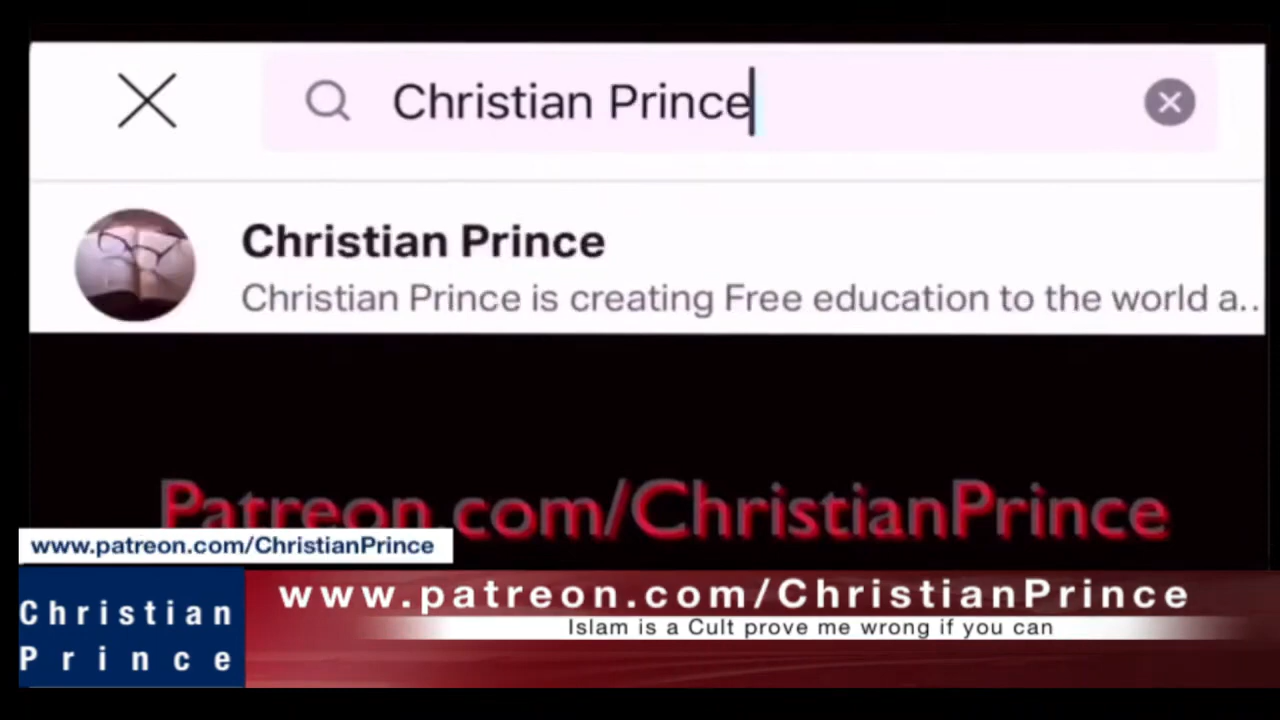 Christian Prince
Christian Prince
Christian Prince is creating Free education to the world a..
Patreon.com/ChristianPrince
www.patreon.com/ChristianPrince
Christian
Prince
www.patreon.com/ChristianPrince
Islam is a Cult prove me wrong if you can